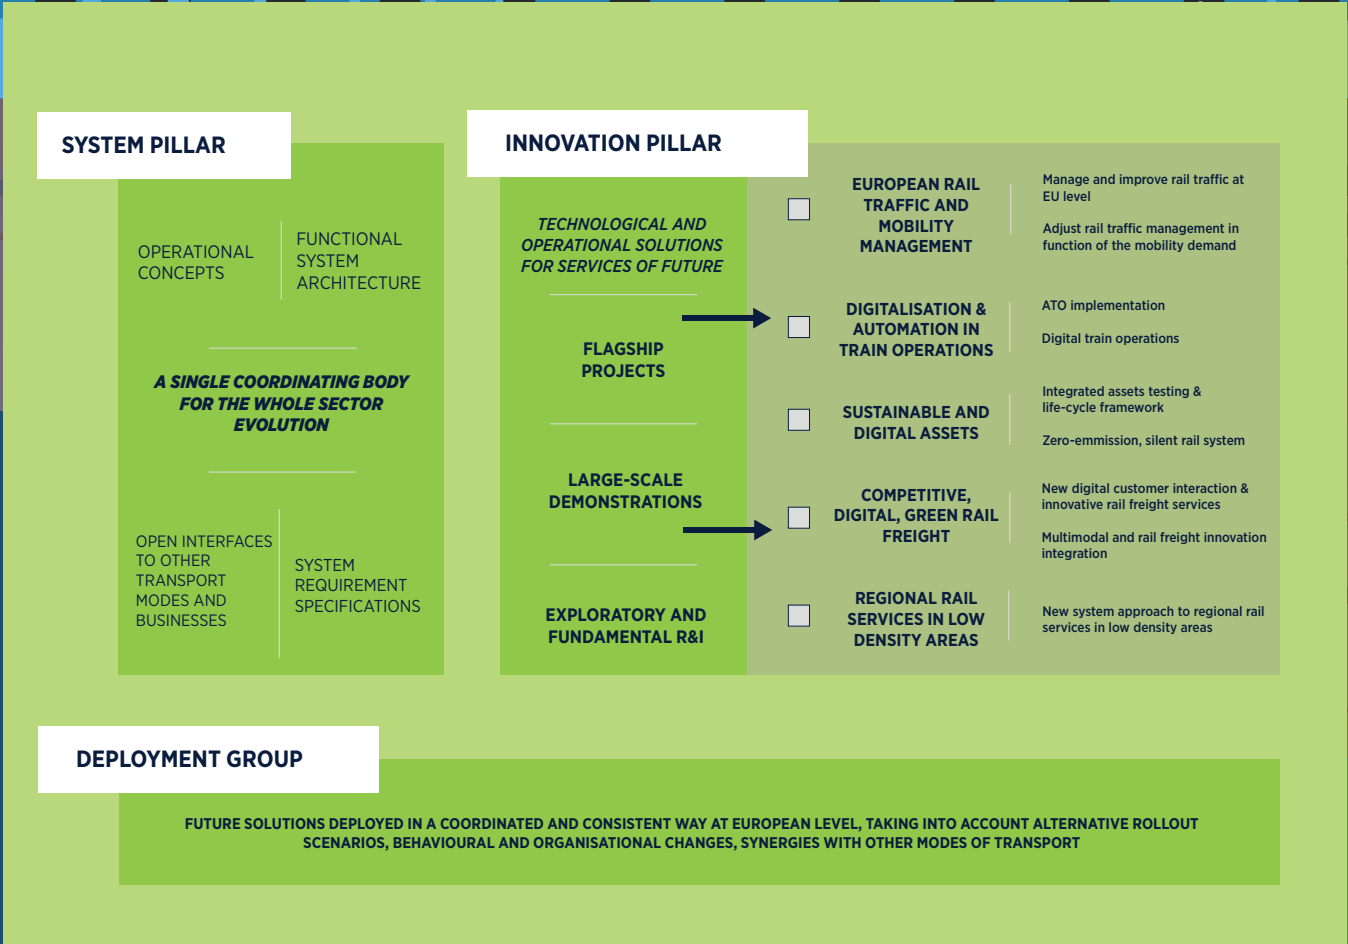 SYSTEM PILLAR
OPERATIONAL
CONCEPTS
FUNCTIONAL
SYSTEM
ARCHITECTURE
A SINGLE COORDINATING BODY
FOR THE WHOLE SECTOR
EVOLUTION
OPEN INTERFACES
TO OTHER
TRANSPORT
MODES AND
BUSINESSES
SYSTEM
REQUIREMENT
SPECIFICATIONS
INNOVATION PILLAR
TECHNOLOGICAL AND
OPERATIONAL SOLUTIONS
FOR SERVICES OF FUTURE
FLAGSHIP
PROJECTS
LARGE-SCALE
DEMONSTRATIONS
EXPLORATORY AND
FUNDAMENTAL R&I
EUROPEAN RAIL
TRAFFIC AND
MOBILITY
MANAGEMENT
Manage and improve rail traffic at
EU level
Adjust rail traffic management in
function of the mobility demand
DIGITALISATION &
AUTOMATION IN
TRAIN OPERATIONS
ATO implementation
Digital train operations
SUSTAINABLE AND
DIGITAL ASSETS
Integrated assets testing &
life-cycle framework
Zero-emmission, silent rail system
COMPETITIVE,
DIGITAL, GREEN RAIL
FREIGHT
New digital customer interaction &
innovative rail freight services
Multimodal and rail freight innovation
integration
REGIONAL RAIL
SERVICES IN LOW
DENSITY AREAS
New system approach to regional rail
services in low density areas
DEPLOYMENT GROUP
FUTURE SOLUTIONS DEPLOYED IN A COORDINATED AND CONSISTENT WAY AT EUROPEAN LEVEL, TAKING INTO ACCOUNT ALTERNATIVE ROLLOUT
SCENARIOS, BEHAVIOURAL AND ORGANISATIONAL CHANGES, SYNERGIES WITH OTHER MODES OF TRANSPORT